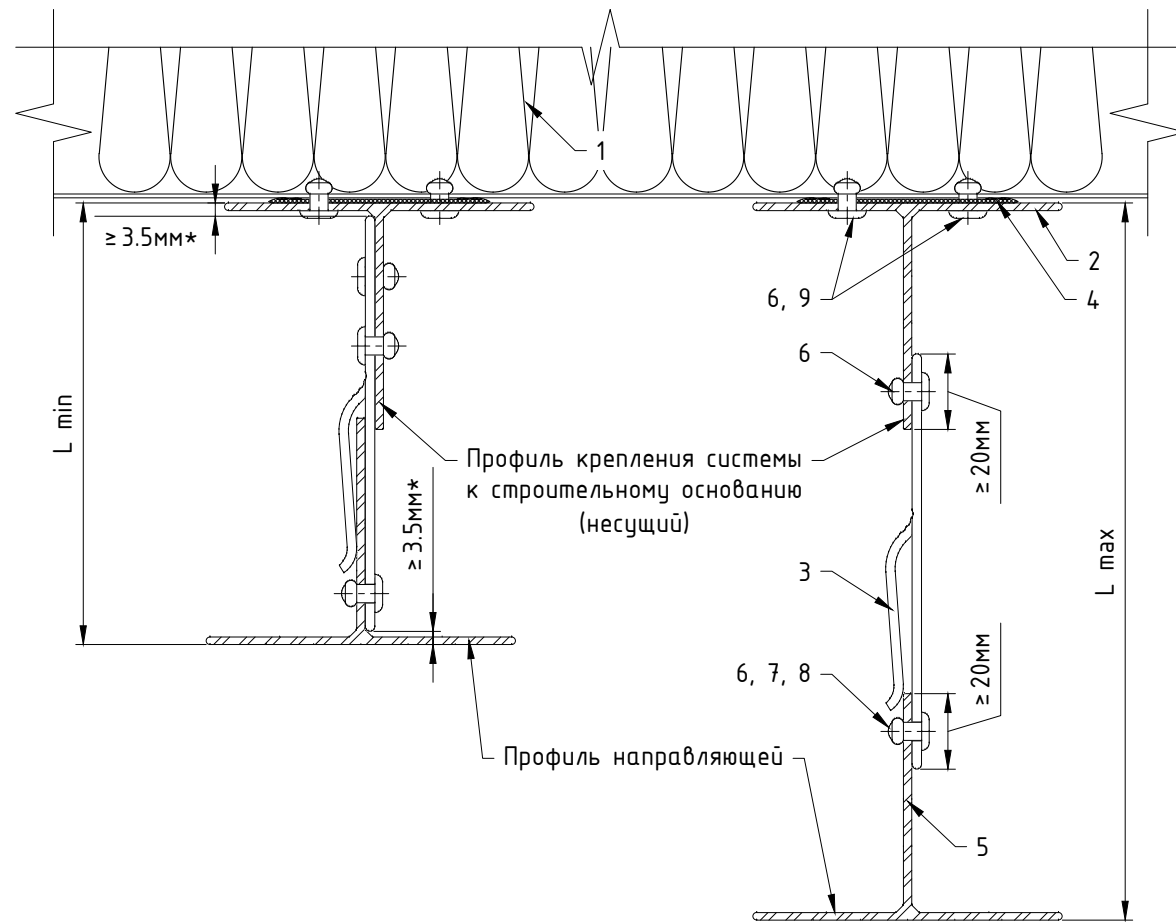 1
≥3.5мм*
2
4
6, 9
6
L min
≥20мм
Профиль крепления системы
к строительному основанию
(несущий)
≥3.5мм*
3
L max
6, 7, 8
≥20мм
Профиль направляющей
5